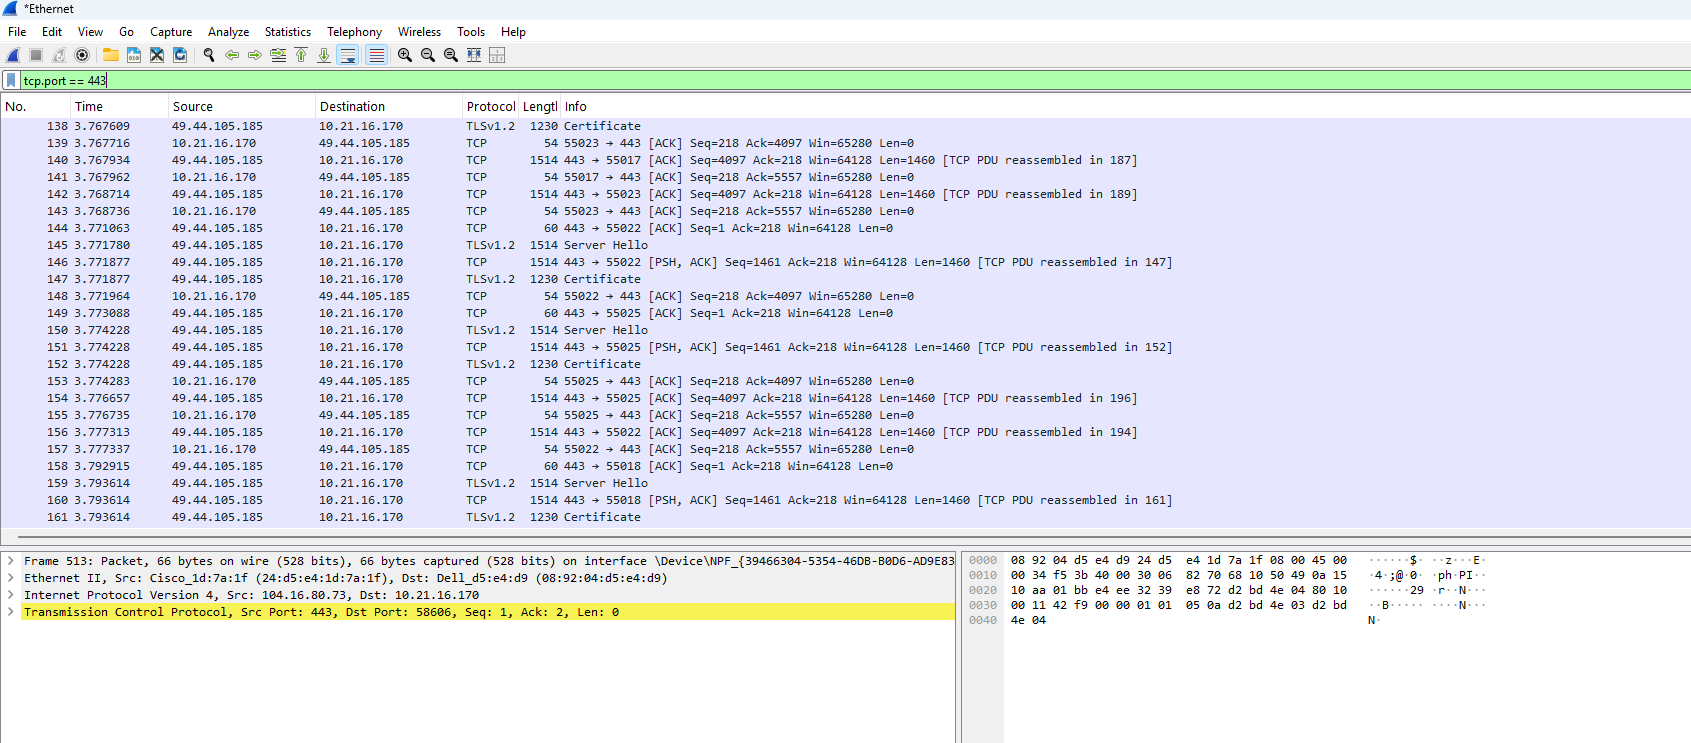 *Ethernet
File Edit View Go Capture Analyze Statistics Telephony Wireless Tools Help
tcp.port == 443
No. Time Source Destination Protocol Lengtl Info
138 3.767609 49.44.105.185 10.21.16.170 TLSv1.2 1230 Certificate
139 3.767716 10.21.16.170 49.44.105.185 TCP 54 55023 → 443 [ACK] Seq=218 Ack=4097 Win=65280 Len=0
140 3.767934 49.44.105.185 10.21.16.170 TCP 1514 443 → 55017 [ACK] Seq=4097 Ack=218 Win=64128 Len=1460 [TCP PDU reassembled in 187]
141 3.767962 10.21.16.170 49.44.105.185 TCP 54 55017 → 443 [ACK] Seq=218 Ack=5557 Win=65280 Len=0
142 3.768714 49.44.105.185 10.21.16.170 TCP 1514 443 → 55023 [ACK] Seq=4097 Ack=218 Win=64128 Len=1460 [TCP PDU reassembled in 189]
143 3.768736 10.21.16.170 49.44.105.185 TCP 54 55023 → 443 [ACK] Seq=218 Ack=5557 Win=65280 Len=0
144 3.771063 49.44.105.185 10.21.16.170 TCP 60 443 → 55022 [ACK] Seq=1 Ack=218 Win=64128 Len=0
145 3.771780 49.44.105.185 10.21.16.170 TLSv1.2 1514 Server Hello
146 3.771877 49.44.105.185 10.21.16.170 TCP 1514 443 → 55022 [PSH, ACK] Seq=1461 Ack=218 Win=64128 Len=1460 [TCP PDU reassembled in 147]
147 3.771877 49.44.105.185 10.21.16.170 TLSv1.2 1230 Certificate
148 3.771964 10.21.16.170 49.44.105.185 TCP 54 55022 → 443 [ACK] Seq=218 Ack=4097 Win=65280 Len=0
149 3.773088 49.44.105.185 10.21.16.170 TCP 60 443 → 55025 [ACK] Seq=1 Ack=218 Win=64128 Len=0
150 3.774228 49.44.105.185 10.21.16.170 TLSv1.2 1514 Server Hello
151 3.774228 49.44.105.185 10.21.16.170 TCP 1514 443 → 55025 [PSH, ACK] Seq=1461 Ack=218 Win=64128 Len=1460 [TCP PDU reassembled in 152]
152 3.774228 49.44.105.185 10.21.16.170 TLSv1.2 1230 Certificate
153 3.774283 10.21.16.170 49.44.105.185 TCP 54 55025 → 443 [ACK] Seq=218 Ack=4097 Win=65280 Len=0
154 3.776657 49.44.105.185 10.21.16.170 TCP 1514 443 → 55025 [ACK] Seq=4097 Ack=218 Win=64128 Len=1460 [TCP PDU reassembled in 196]
155 3.776735 10.21.16.170 49.44.105.185 TCP 54 55025 → 443 [ACK] Seq=218 Ack=5557 Win=65280 Len=0
156 3.777313 49.44.105.185 10.21.16.170 TCP 1514 443 → 55022 [ACK] Seq=4097 Ack=218 Win=64128 Len=1460 [TCP PDU reassembled in 194]
157 3.777337 10.21.16.170 49.44.105.185 TCP 54 55022 → 443 [ACK] Seq=218 Ack=5557 Win=65280 Len=0
158 3.792915 49.44.105.185 10.21.16.170 TCP 60 443 → 55018 [ACK] Seq=1 Ack=218 Win=64128 Len=0
159 3.793614 49.44.105.185 10.21.16.170 TLSv1.2 1514 Server Hello
160 3.793614 49.44.105.185 10.21.16.170 TCP 1514 443 → 55018 [PSH, ACK] Seq=1461 Ack=218 Win=64128 Len=1460 [TCP PDU reassembled in 161]
161 3.793614 49.44.105.185 10.21.16.170 TLSv1.2 1230 Certificate
Frame 513: Packet, 66 bytes on wire (528 bits), 66 bytes captured (528 bits) on interface \Device\NPF_{39466304-5354-46DB-B0D6-AD9E83
Ethernet II, Src: Cisco_1d:7a:1f (24:d5:e4:1d:7a:1f), Dst: Dell_d5:e4:d9 (08:92:04:d5:e4:d9)
Internet Protocol Version 4, Src: 104.16.80.73, Dst: 10.21.16.170
Transmission Control Protocol, Src Port: 443, Dst Port: 58606, Seq: 1, Ack: 2, Len: 0
0000 08 92 04 d5 e4 d9 24 d5 e4 1d 7a 1f 08 00 45 00 ······$· ··z···E·
0010 00 34 f5 3b 40 00 30 06 82 70 68 10 50 49 0a 15 ·4·;@·0· ·ph·PI··
0020 10 aa 01 bb e4 ee 32 39 e8 72 d2 bd 4e 04 80 10 ······29 ·r··N···
0030 00 11 42 f9 00 00 01 01 05 0a d2 bd 4e 03 d2 bd ··B····· ····N···
0040 4e 04 N·